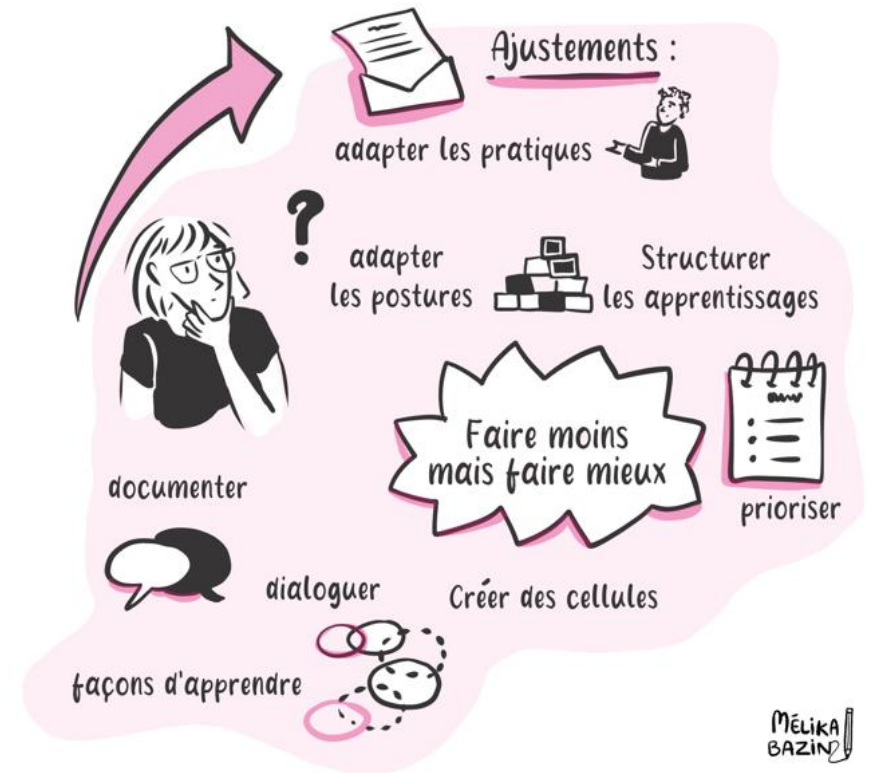 Ajustements :
adapter les pratiques
?
adapter
les postures
Structurer
les apprentissages
Faire moins
mais faire mieux
prioriser
documenter
dialoguer
Créer des cellules
façons d'apprendre
MÉLIKA
BAZIN